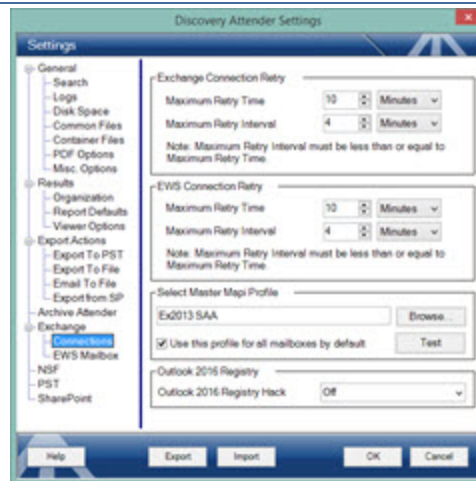 Discovery Attender Settings
Settings
General
Search
Logs
Disk Space
Common Files
Container Files
PDF Options
Misc. Options
Results
Organization
Report Defaults
Viewer Options
Export Actions
Export To PST
Export To File
Email To File
Export from SP
Archive Attender
Exchange
Connections
EWS Mailbox
NSF
PST
SharePoint
Exchange Connection Retry
Maximum Retry Time 10 Minutes
Maximum Retry Interval 4 Minutes
Note: Maximum Retry Interval must be less than or equal to
Maximum Retry Time.
EWS Connection Retry
Maximum Retry Time 10 Minutes
Maximum Retry Interval 4 Minutes
Note: Maximum Retry Interval must be less than or equal to
Maximum Retry Time.
Select Master Mapi Profile
Ex2013 SAA Browse...
Use this profile for all mailboxes by default Test
Outlook 2016 Registry
Outlook 2016 Registry Hack Off
Help Export Import OK Cancel